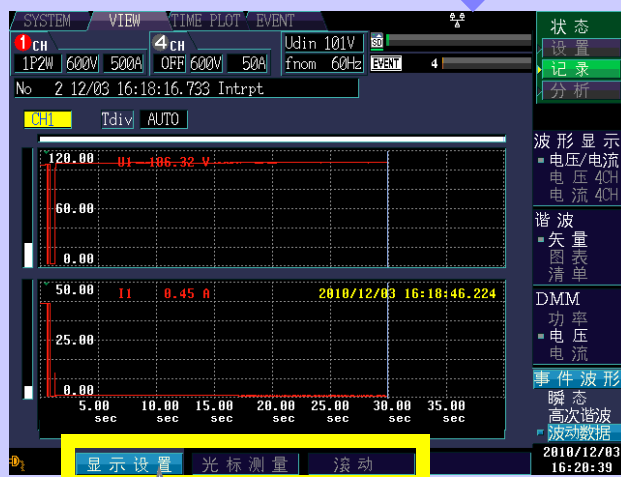 SYSTEM VIEW TIME PLOT EVENT
状态
1CH 4CH Udin 101V SD
设置
1P2W 600V 500A OFF 600V 50A fnom 60Hz EVENT 4
记录
No 2 12/03 16:18:16.733 Intrpt
分析
CH1 Tdiv AUTO
波形显示
电压/电流
电压 4CH
电流 4CH
谐波
矢量
图表
清单
DMM
功率
电压
电流
事件波形
瞬态
高次谐波
波动数据
120.00 U1 106.32 V
60.00
0.00
50.00 I1 0.45 A 2010/12/03 16:18:46.224
25.00
0.00
5.00 10.00 15.00 20.00 25.00 30.00 35.00
sec sec sec sec sec sec sec
显示设置 光标测量 滚动
2010/12/03
16:20:39